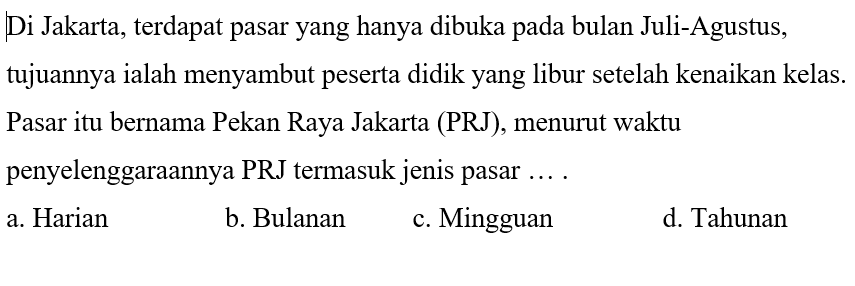 Di Jakarta, terdapat pasar yang hanya dibuka pada bulan Juli-Agustus,
tujuannya ialah menyambut peserta didik yang libur setelah kenaikan kelas.
Pasar itu bernama Pekan Raya Jakarta (PRJ), menurut waktu
penyelenggaraannya PRJ termasuk jenis pasar … .
a. Harian b. Bulanan c. Mingguan d. Tahunan